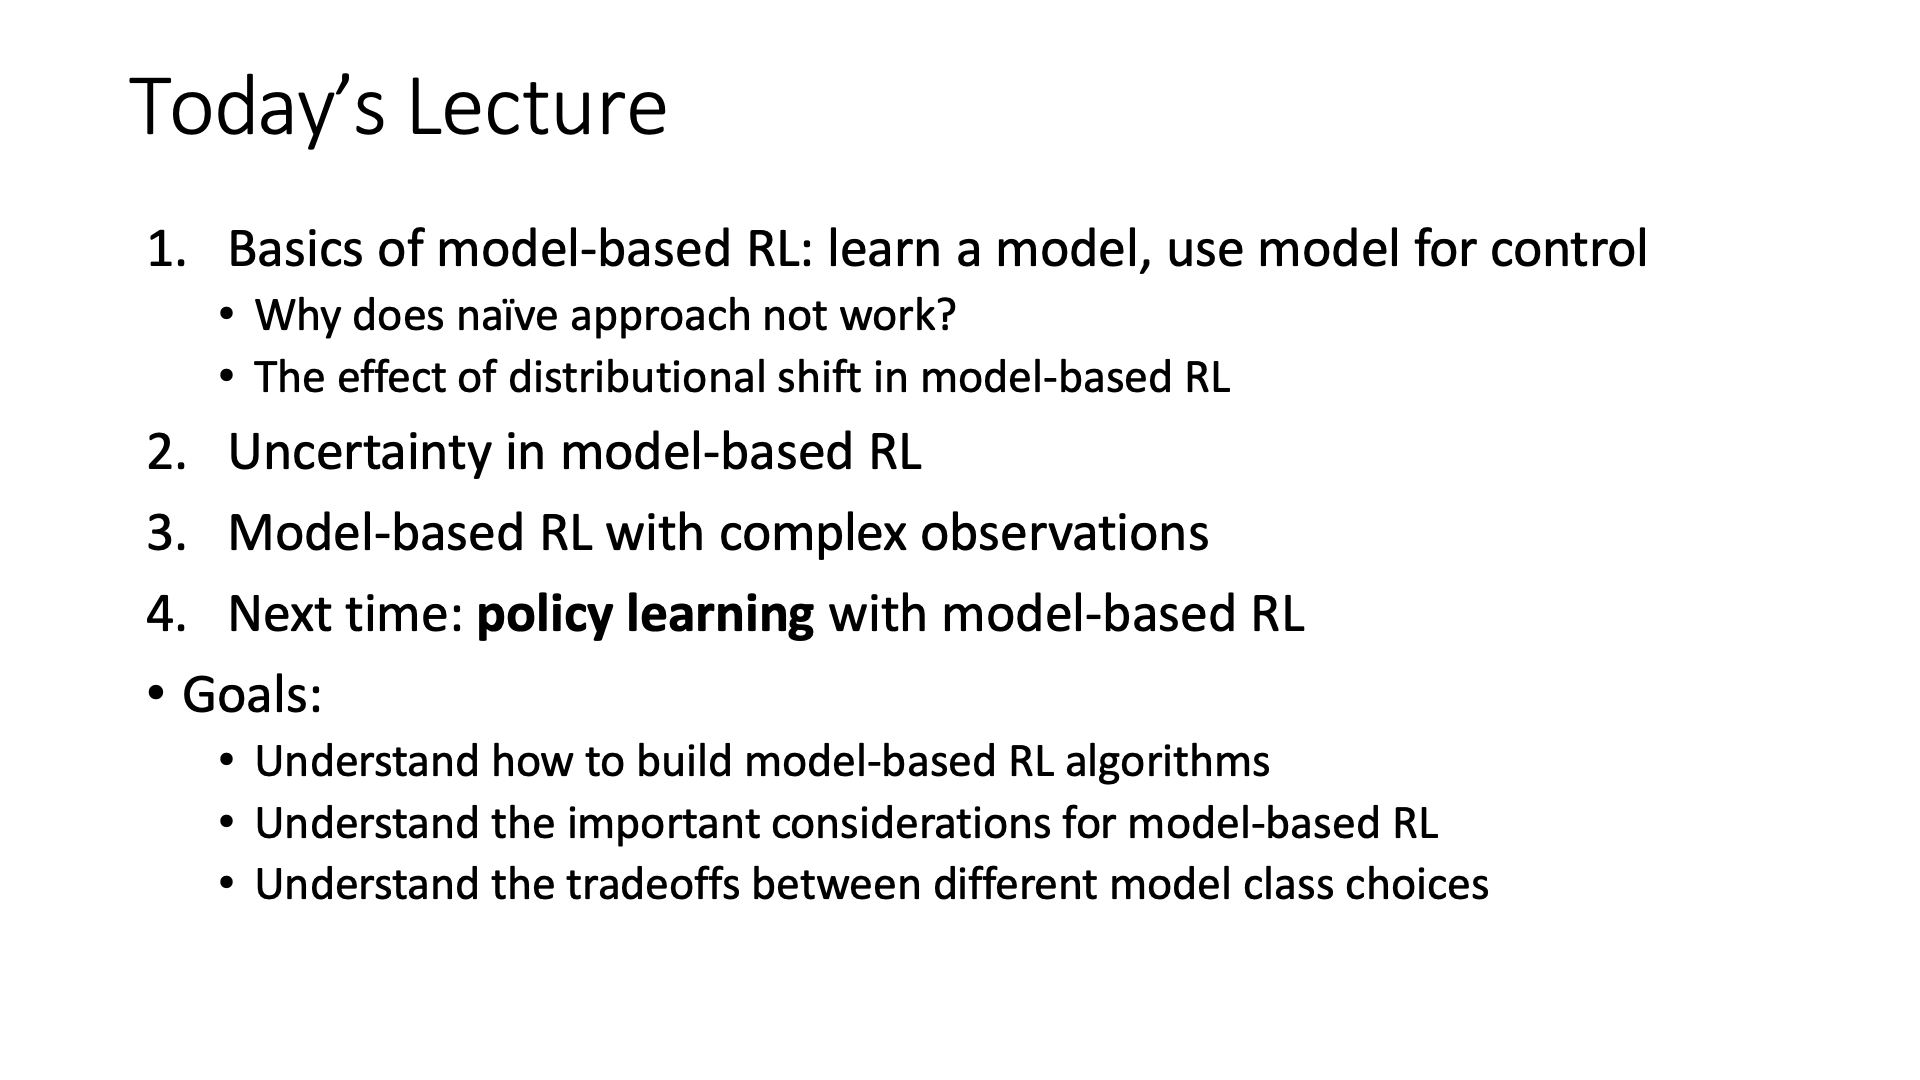 Today’s Lecture
1. Basics of model-based RL: learn a model, use model for control
• Why does naïve approach not work?
• The effect of distributional shift in model-based RL
2. Uncertainty in model-based RL
3. Model-based RL with complex observations
4. Next time: policy learning with model-based RL
• Goals:
• Understand how to build model-based RL algorithms
• Understand the important considerations for model-based RL
• Understand the tradeoffs between different model class choices